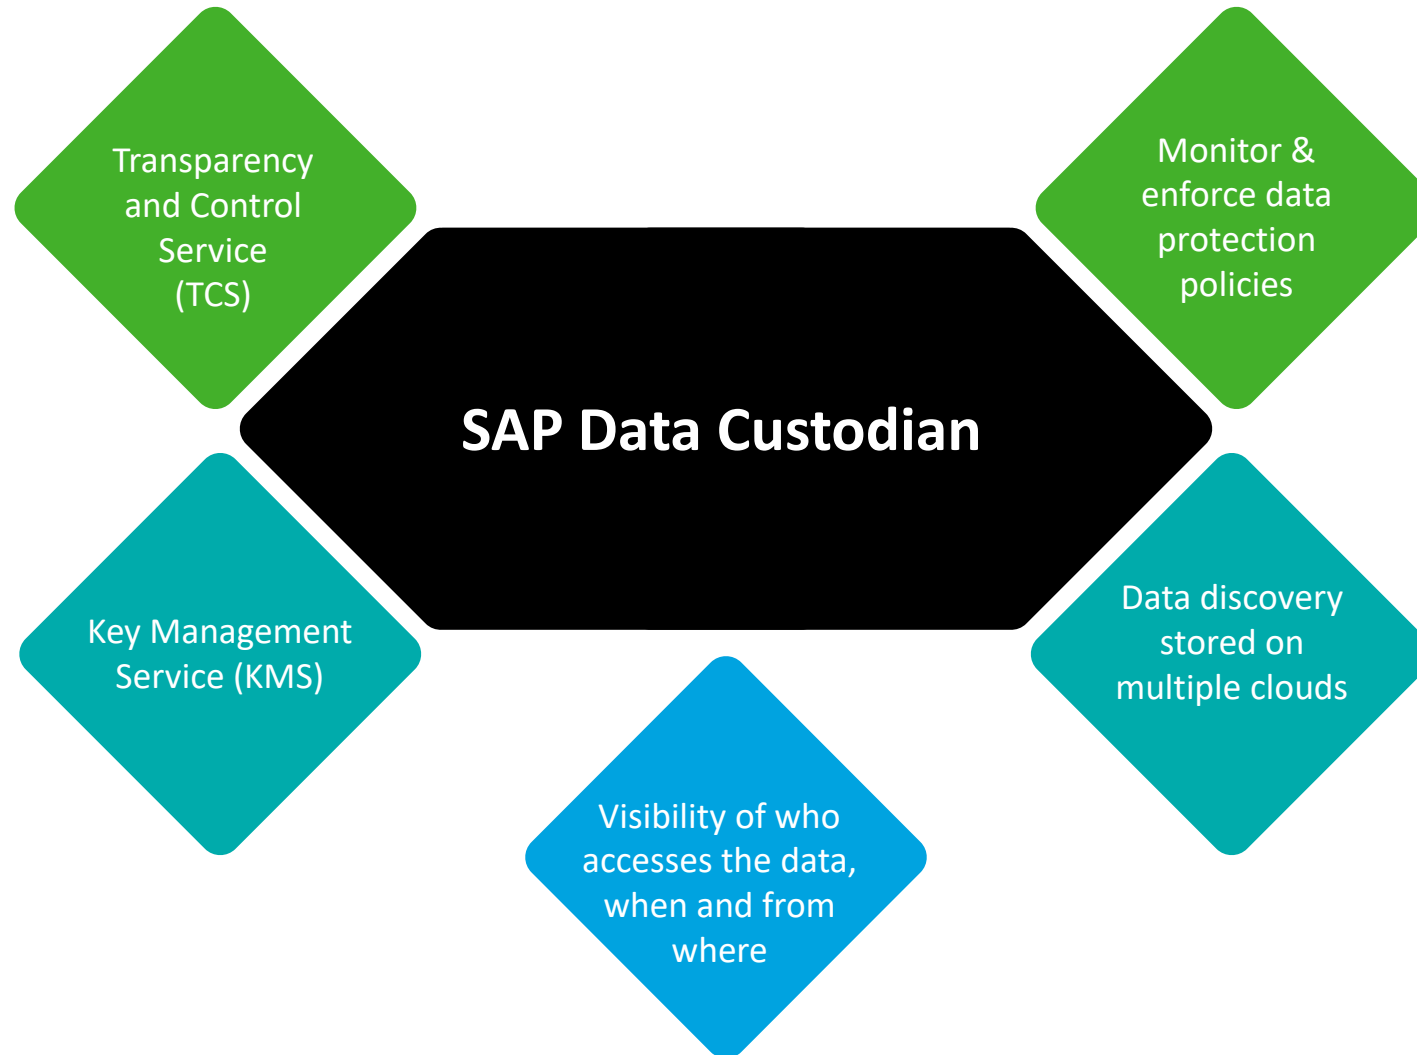 Transparency
and Control
Service
(TCS)
Monitor &
enforce data
protection
policies
SAP Data Custodian
Key Management
Service (KMS)
Data discovery
stored on
multiple clouds
Visibility of who
accesses the data,
when and from
where